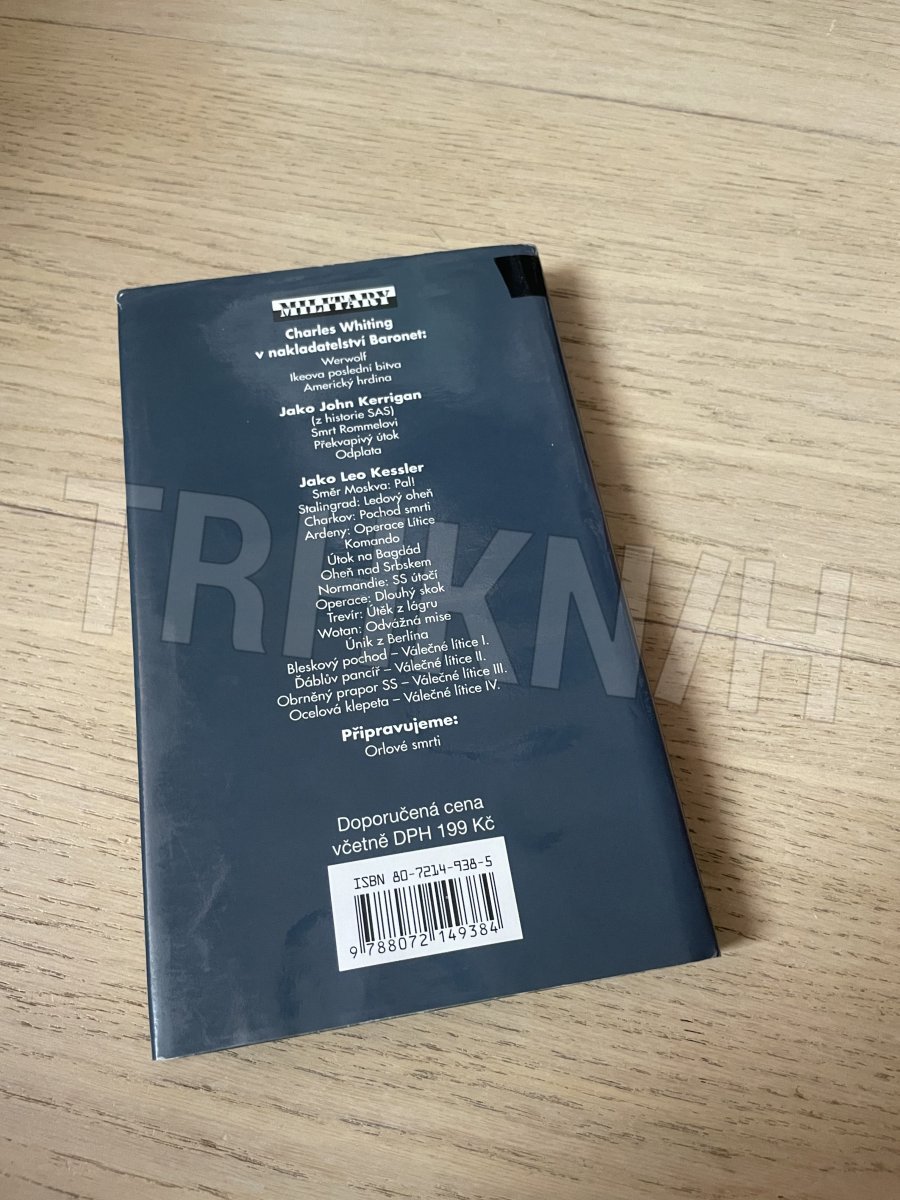 MILITARY
Charles Whiting
v nakladatelství Baronet:
Werwolf
Ikeova poslední bitva
Americký hrdina
Jako John Kerrigan
(z historie SAS)
Smrt Rommelovi
Překvapivý útok
Odplata
Jako Leo Kessler
Směr Moskva: Pal!
Stalingrad: Ledový oheň
Charkov: Pochod smrti
Ardeny: Operace Lítice
Komando
Útok na Bagdád
Oheň nad Srbskem
Normandie: SS útočí
Operace: Dlouhý skok
Trevír: Útěk z lágru
Wotan: Odvážná mise
Únik z Berlína
Bleskový pochod – Válečné lítice I.
Ďáblův pancíř – Válečné lítice II.
Obrněný prapor SS – Válečné lítice III.
Ocelová klepeta – Válečné lítice IV.
Připravujeme:
Orlové smrti
Doporučená cena
včetně DPH 199 Kč
ISBN 80-7214-938-5
9 788072 149384
TRHKNIH